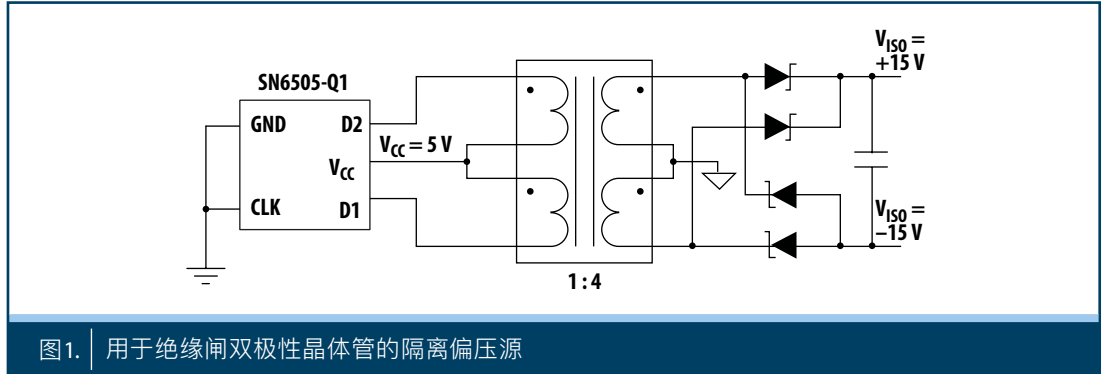 SN6505-Q1
GND
D2
VCC = 5 V
VCC
CLK
D1
1 : 4
VISO =
+15 V
VISO =
–15 V
图1. 用于绝缘闸双极性晶体管的隔离偏压源